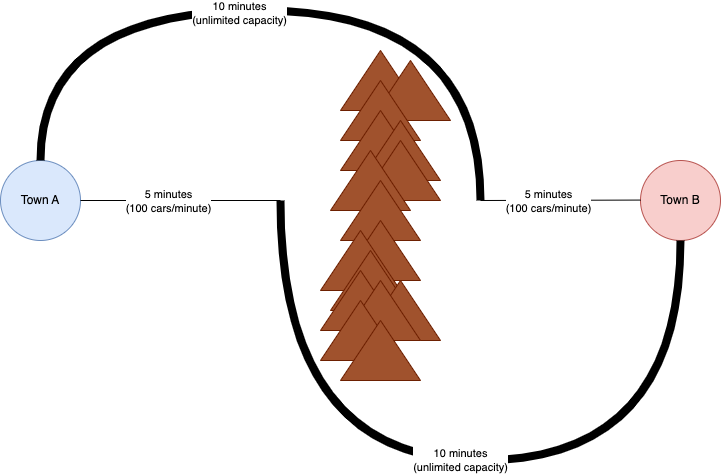 10 minutes
(unlimited capacity)
Town A
5 minutes
(100 cars/minute)
5 minutes
(100 cars/minute)
Town B
10 minutes
(unlimited capacity)